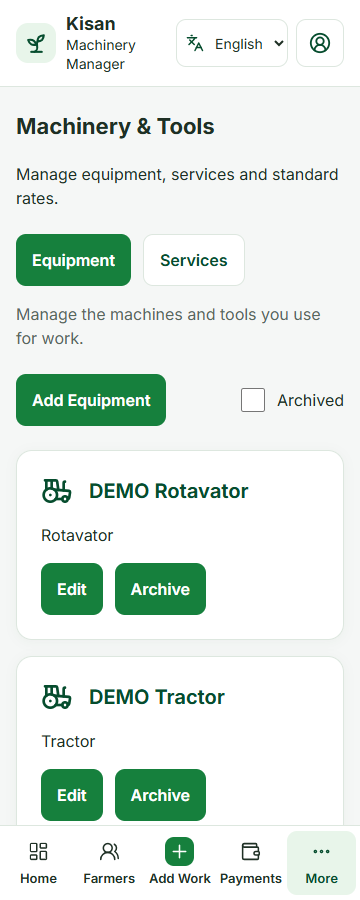 Kisan
Machinery
Manager
English
Machinery & Tools
Manage equipment, services and standard
rates.
Equipment
Services
Manage the machines and tools you use
for work.
Add Equipment
Archived
DEMO Rotavator
Rotavator
Edit
Archive
DEMO Tractor
Tractor
Edit
Archive
Home
Farmers
Add Work
Payments
More